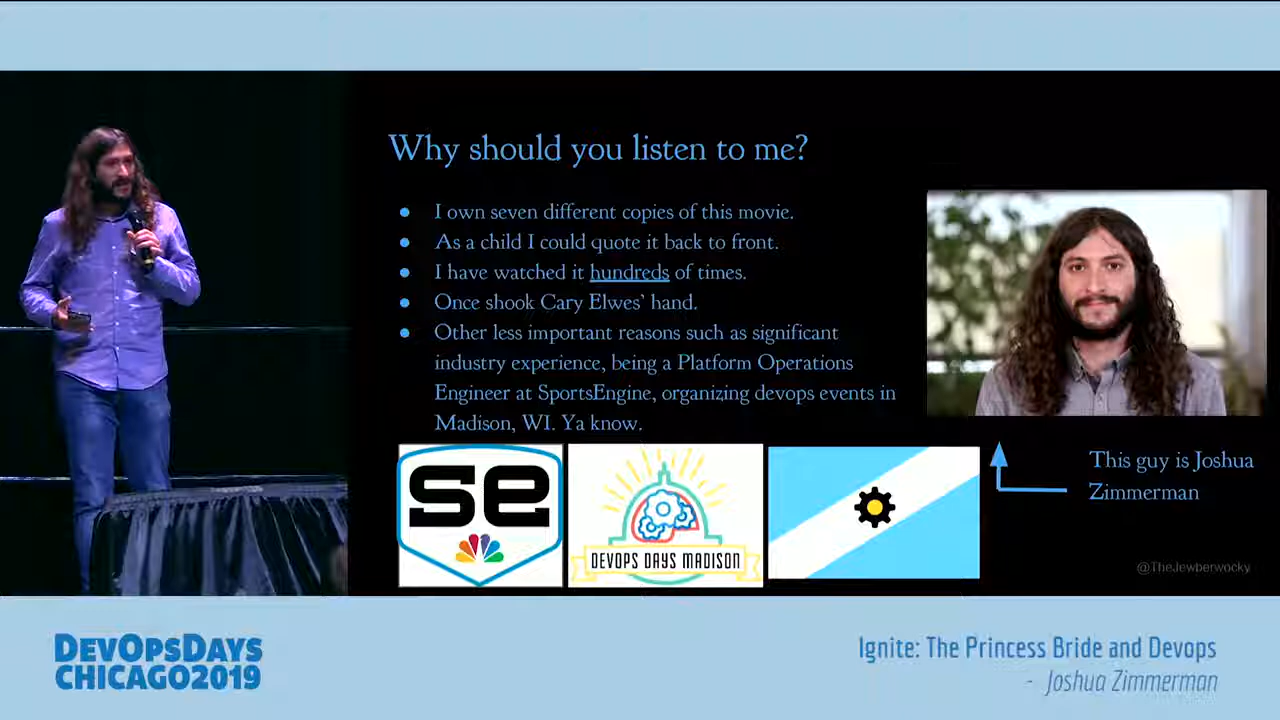 Why should you listen to me?
● I own seven different copies of this movie.
● As a child I could quote it back to front.
● I have watched it hundreds of times.
● Once shook Cary Elwes’ hand.
● Other less important reasons such as significant
industry experience, being a Platform Operations
Engineer at SportsEngine, organizing devops events in
Madison, WI. Ya know.
se
DEVOPS DAYS MADISON
This guy is Joshua
Zimmerman
@TheJewberwocky
DEVOPSDAYS
CHICAGO2019
Ignite: The Princess Bride and Devops
- Joshua Zimmerman